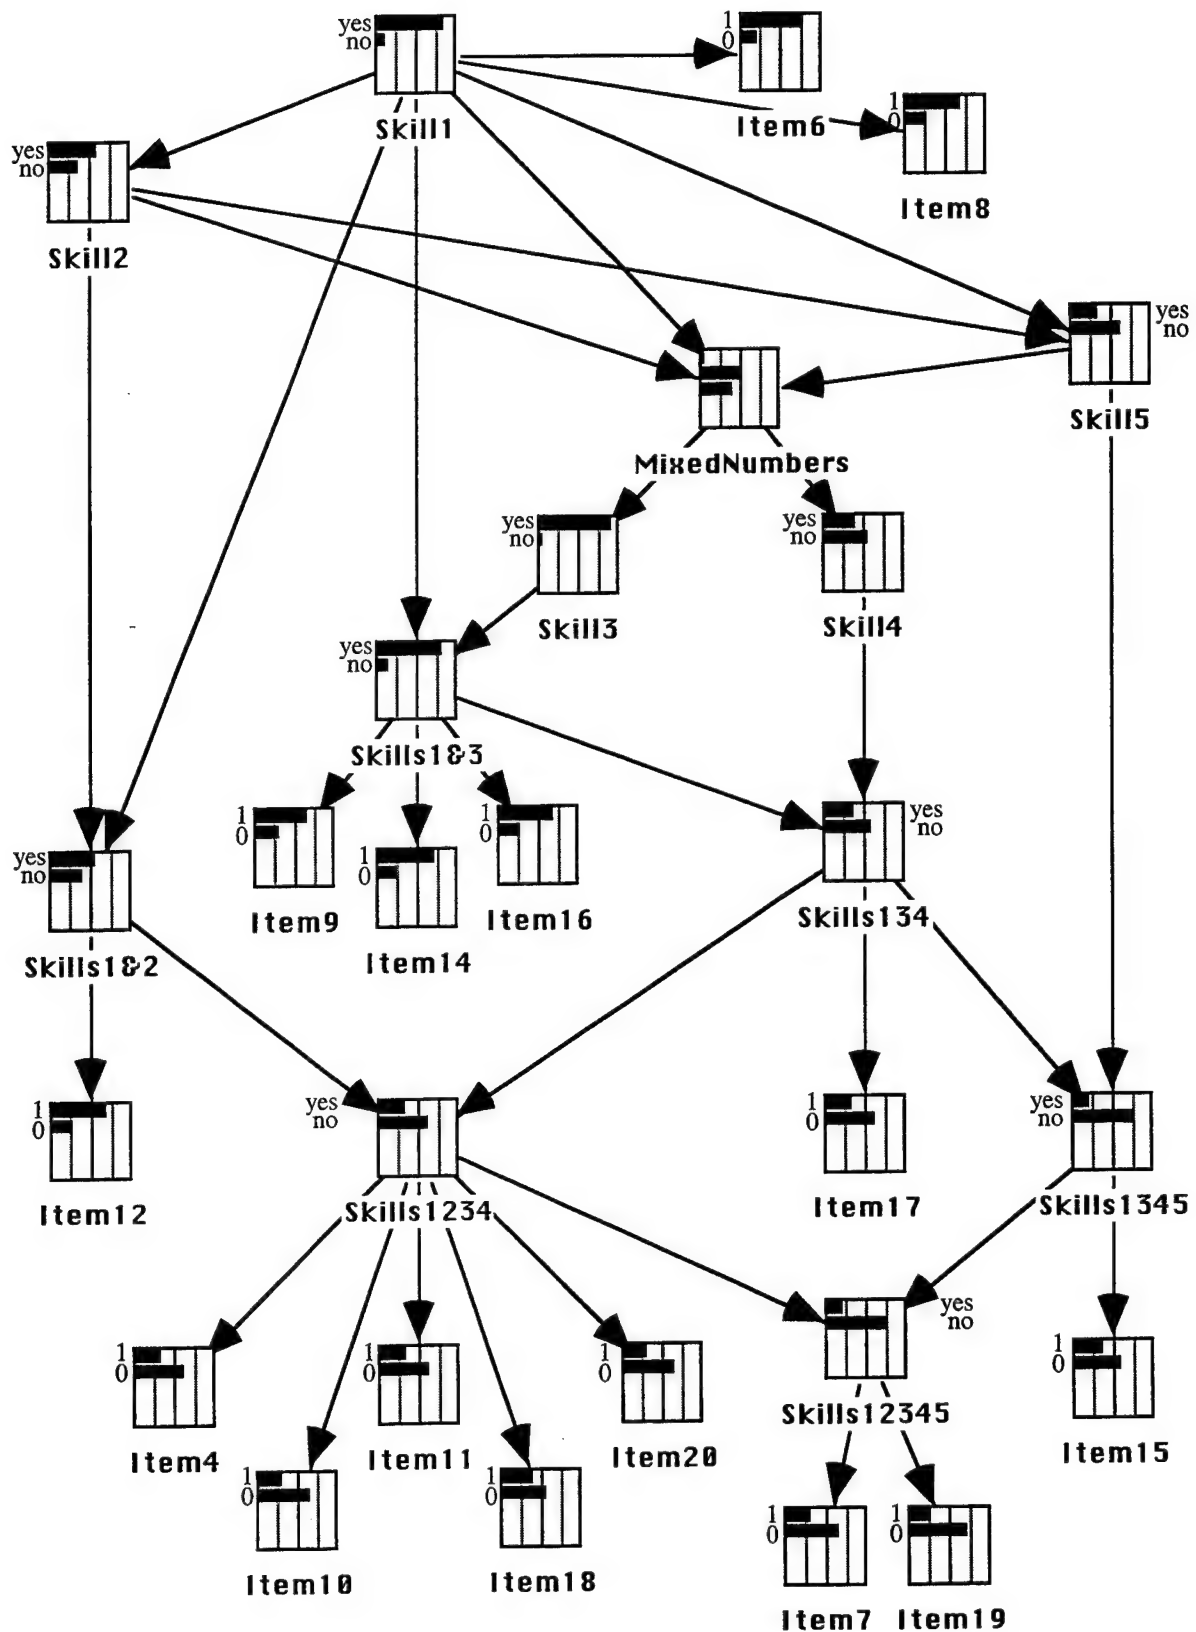 yes
no
Skill1
1
0
Item6
1
0
Item8
yes
no
Skill2
yes
no
Skill5
MixedNumbers
yes
no
Skill3
yes
no
Skill4
yes
no
Skills1&3
1
0
Item9
1
0
Item14
1
0
Item16
yes
no
Skills134
yes
no
Skills1&2
1
0
Item12
yes
no
Skills1234
1
0
Item17
yes
no
Skills1345
1
0
Item4
1
0
Item10
1
0
Item11
1
0
Item18
1
0
Item20
yes
no
Skills12345
1
0
Item15
1
0
Item7
1
0
Item19